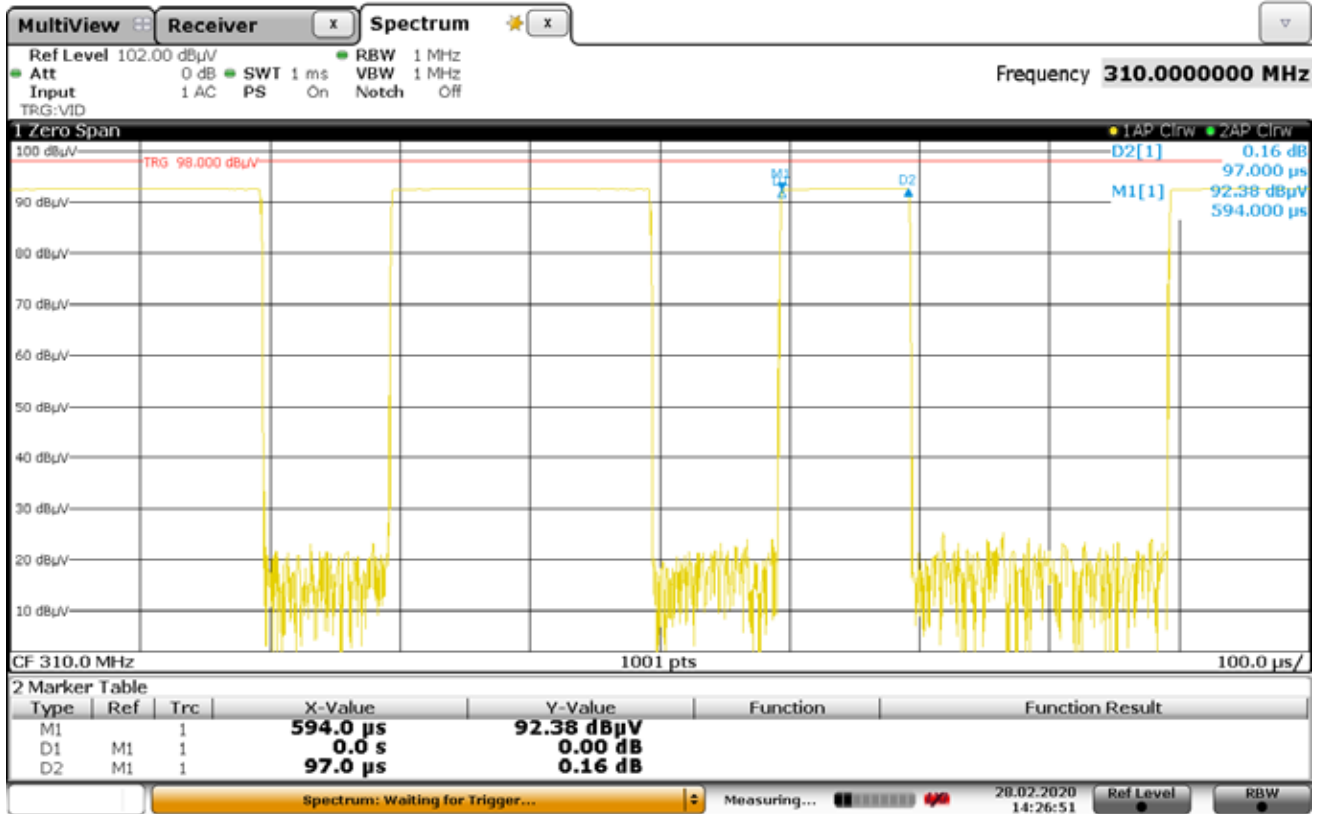 MultiView Receiver x Spectrum x
Ref Level 102.00 dBµV RBW 1 MHz
Att 0 dB SWT 1 ms VBW 1 MHz Frequency 310.0000000 MHz
Input 1 AC PS On Notch Off
TRG:VID
1 Zero Span 1AP Clrw 2AP Clrw
100 dBµV D2[1] 0.16 dB
TRG 98.000 dBµV 97.000 µs
M1 D2 M1[1] 92.38 dBµV
90 dBµV 594.000 µs
80 dBµV
70 dBµV
60 dBµV
50 dBµV
40 dBµV
30 dBµV
20 dBµV
10 dBµV
CF 310.0 MHz 1001 pts 100.0 µs/
2 Marker Table
Type Ref Trc X-Value Y-Value Function Function Result
M1 1 594.0 µs 92.38 dBµV
D1 M1 1 0.0 s 0.00 dB
D2 M1 1 97.0 µs 0.16 dB
Spectrum: Waiting for Trigger... Measuring... 28.02.2020 Ref Level RBW
14:26:51